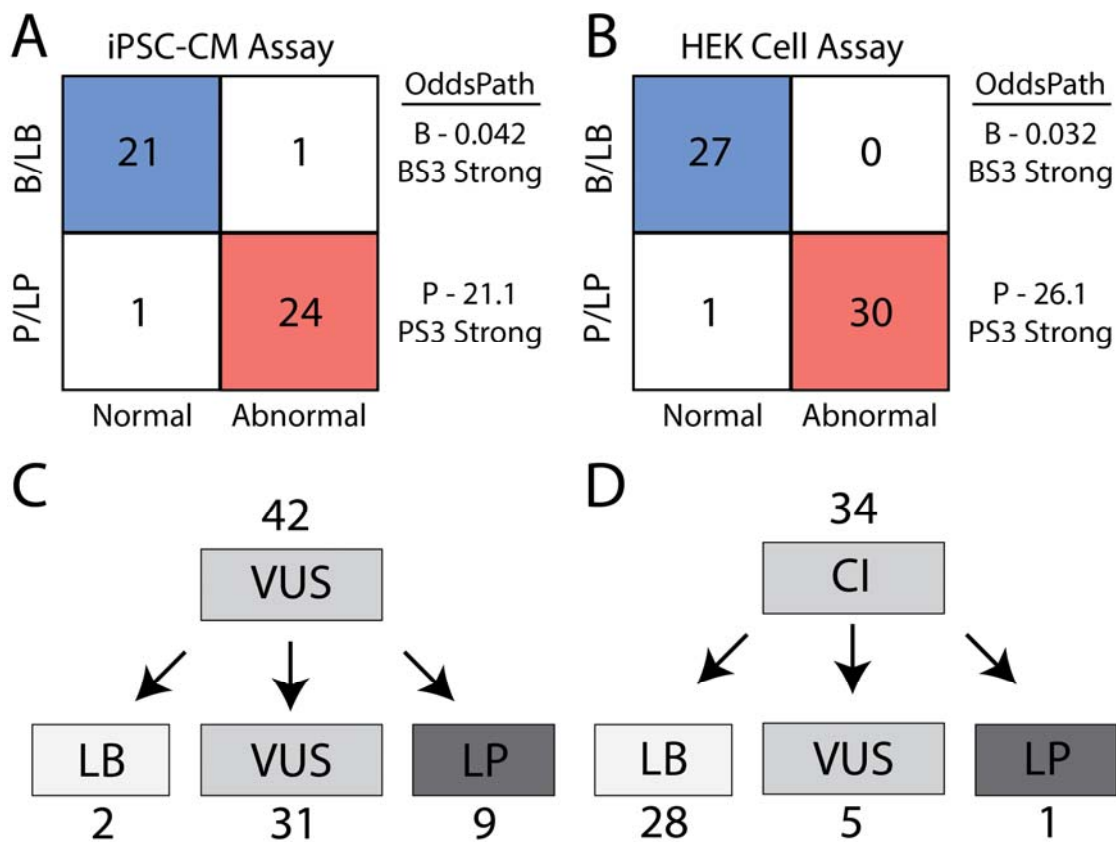 A
iPSC-CM Assay
B/LB
P/LP
21
1
1
24
Normal
Abnormal
OddsPath
B - 0.042
BS3 Strong
P - 21.1
PS3 Strong
B
HEK Cell Assay
B/LB
P/LP
27
0
1
30
Normal
Abnormal
OddsPath
B - 0.032
BS3 Strong
P - 26.1
PS3 Strong
C
42
VUS
LB
VUS
LP
2
31
9
D
34
CI
LB
VUS
LP
28
5
1